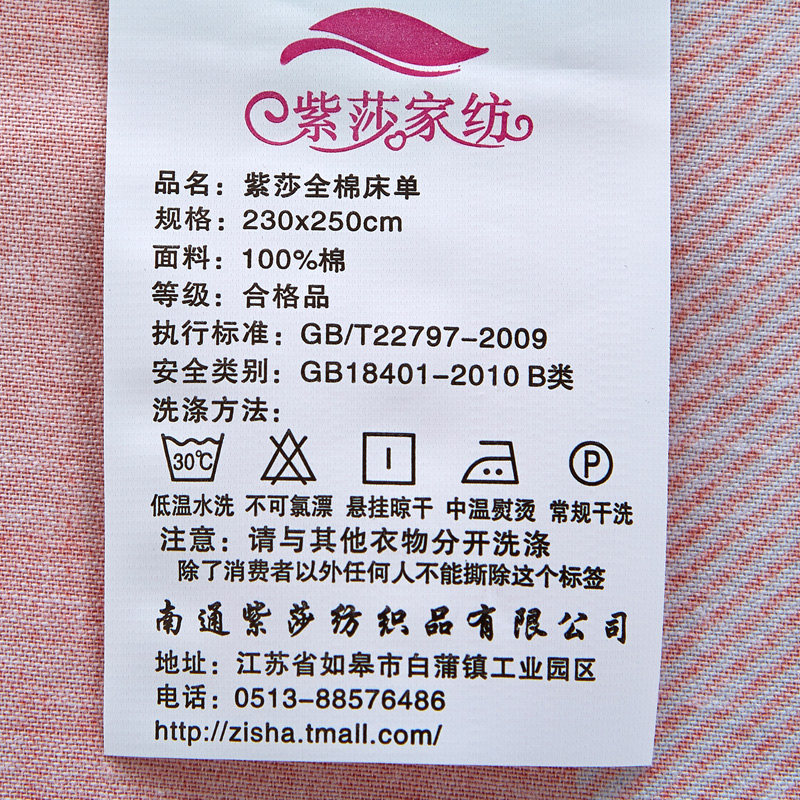 紫莎家纺
品名：紫莎全棉床单
规格：230x250cm
面料：100%棉
等级：合格品
执行标准：GB/T22797-2009
安全类别：GB18401-2010 B类
洗涤方法：
30℃ P
低温水洗 不可氯漂 悬挂晾干 中温熨烫 常规干洗
注意：请与其他衣物分开洗涤
除了消费者以外任何人不能撕除这个标签
南通紫莎纺织品有限公司
地址：江苏省如皋市白蒲镇工业园区
电话：0513-88576486
http://zisha.tmall.com/